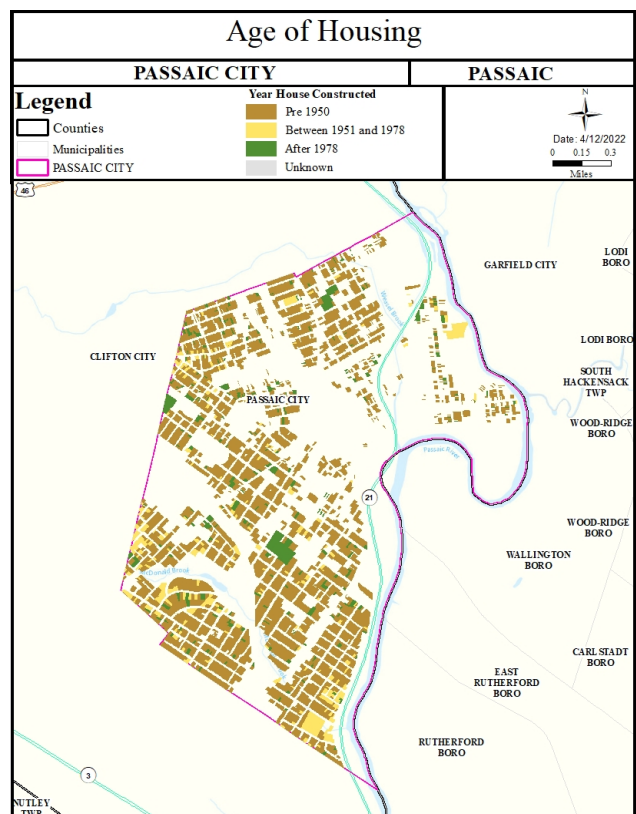 Age of Housing
PASSAIC CITY
PASSAIC
Legend
Counties
Municipalities
PASSAIC CITY
Year House Constructed
Pre 1950
Between 1951 and 1978
After 1978
Unknown
N
Date: 4/12/2022
0 0.15 0.3
Miles
46
GARFIELD CITY
LODI
BORO
CLIFTON CITY
LODI BORO
SOUTH
HACKENSACK
TWP
PASSAIC CITY
WOOD-RIDGE
BORO
Passaic River
21
WOOD-RIDGE
BORO
WALLINGTON
BORO
McDonald Brook
CARLSTADT
BORO
EAST
RUTHERFORD
BORO
RUTHERFORD
BORO
3
NUTLEY
TWP